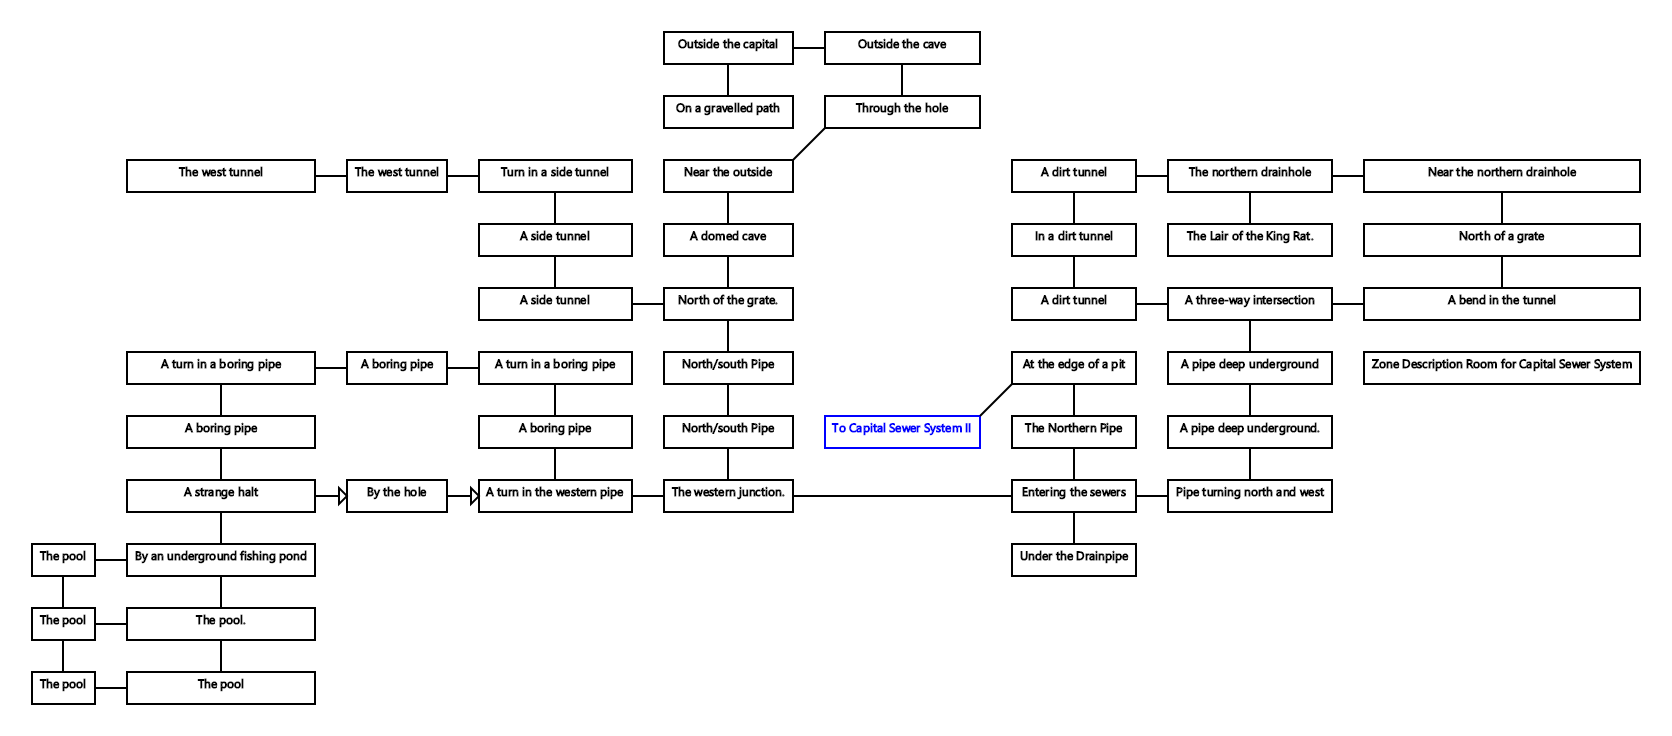 Outside the capital
Outside the cave
On a gravelled path
Through the hole
The west tunnel
The west tunnel
Turn in a side tunnel
Near the outside
A dirt tunnel
The northern drainhole
Near the northern drainhole
A side tunnel
A domed cave
In a dirt tunnel
The Lair of the King Rat.
North of a grate
A side tunnel
North of the grate.
A dirt tunnel
A three-way intersection
A bend in the tunnel
A turn in a boring pipe
A boring pipe
A turn in a boring pipe
North/south Pipe
At the edge of a pit
A pipe deep underground
Zone Description Room for Capital Sewer System
A boring pipe
A boring pipe
North/south Pipe
To Capital Sewer System II
The Northern Pipe
A pipe deep underground.
A strange halt
By the hole
A turn in the western pipe
The western junction.
Entering the sewers
Pipe turning north and west
The pool
By an underground fishing pond
Under the Drainpipe
The pool
The pool.
The pool
The pool